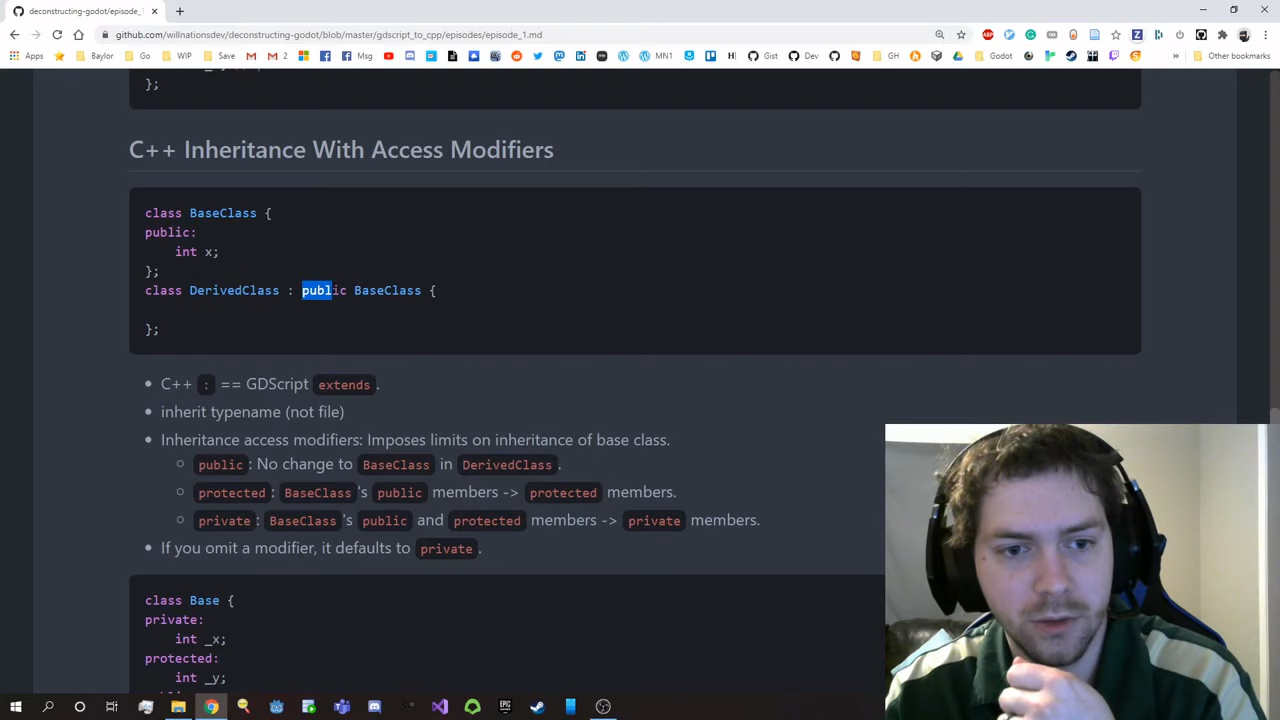 deconstructing-godot/episode_1
github.com/willnationsdev/deconstructing-godot/blob/master/gdscript_to_cpp/episodes/episode_1.md
Apps Baylor Go WIP Save M 2 Msg MN1 Gist Dev GH Godot Other bookmarks
};
C++ Inheritance With Access Modifiers
class BaseClass {
public:
int x;
};
class DerivedClass : public BaseClass {
};
• C++ : == GDScript extends.
• inherit typename (not file)
• Inheritance access modifiers: Imposes limits on inheritance of base class.
○ public: No change to BaseClass in DerivedClass.
○ protected: BaseClass's public members -> protected members.
○ private: BaseClass's public and protected members -> private members.
• If you omit a modifier, it defaults to private.
class Base {
private:
int _x;
protected:
int _y;